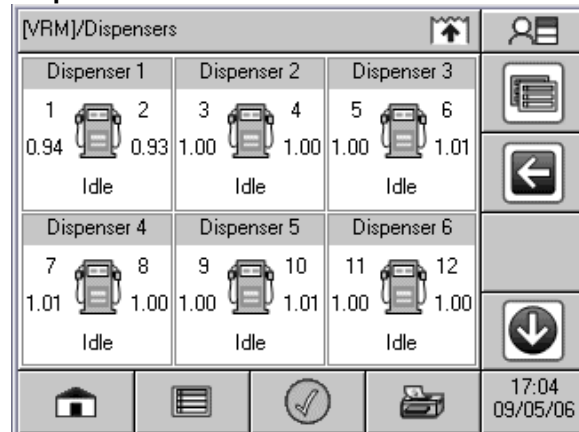 [VRM]/Dispensers
Dispenser 1 Dispenser 2 Dispenser 3
1 2 3 4 5 6
0.94 0.93 1.00 1.00 1.00 1.01
Idle Idle Idle
Dispenser 4 Dispenser 5 Dispenser 6
7 8 9 10 11 12
1.01 1.00 1.00 1.01 1.00 1.00
Idle Idle Idle
17:04
09/05/06